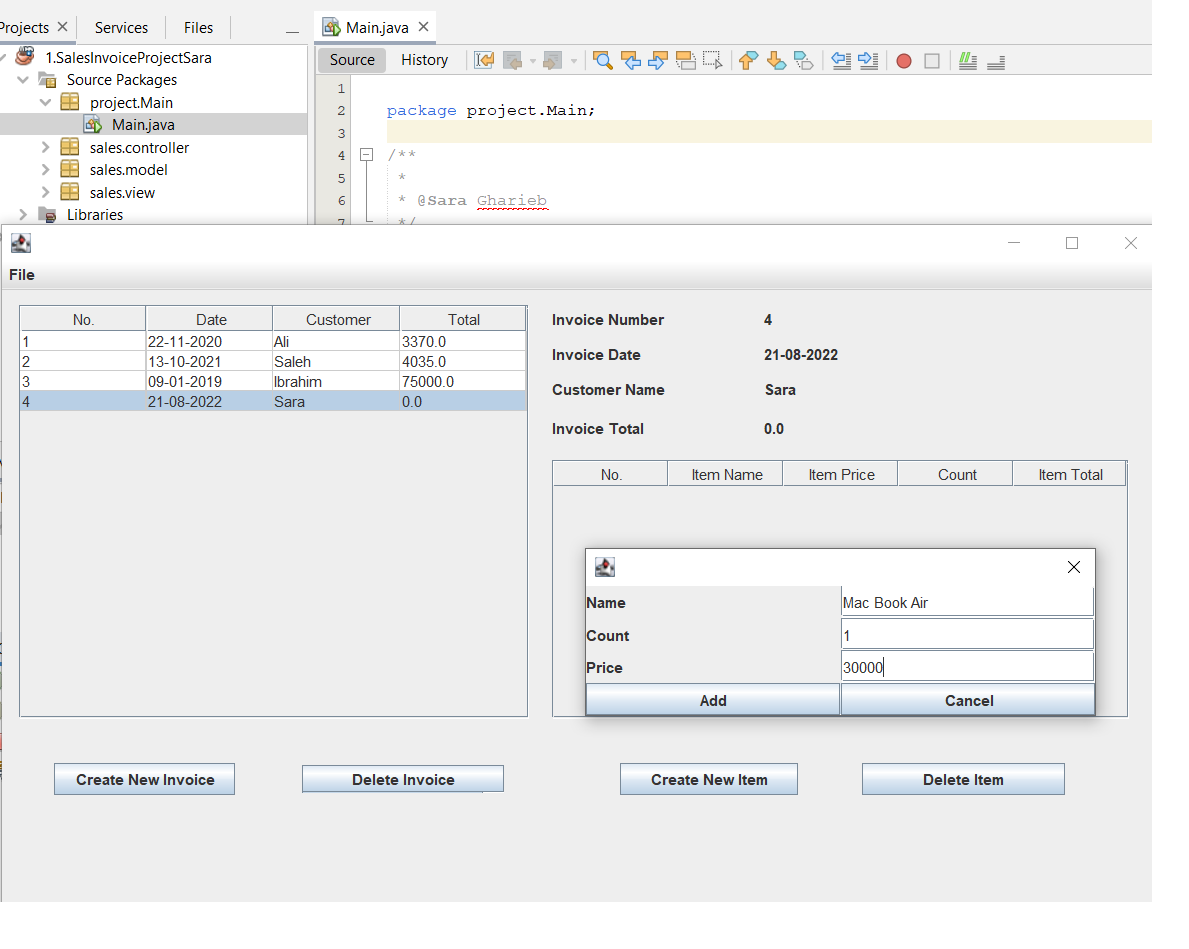 Projects Services Files
Main.java
1.SalesInvoiceProjectSara
Source Packages
project.Main
Main.java
sales.controller
sales.model
sales.view
Libraries
Source History
1
2 package project.Main;
3
4 /**
5 *
6 * @Sara Gharieb
7 */
File
No. Date Customer Total
1 22-11-2020 Ali 3370.0
2 13-10-2021 Saleh 4035.0
3 09-01-2019 Ibrahim 75000.0
4 21-08-2022 Sara 0.0
Invoice Number 4
Invoice Date 21-08-2022
Customer Name Sara
Invoice Total 0.0
No. Item Name Item Price Count Item Total
Name Mac Book Air
Count 1
Price 30000
Add Cancel
Create New Invoice Delete Invoice Create New Item Delete Item